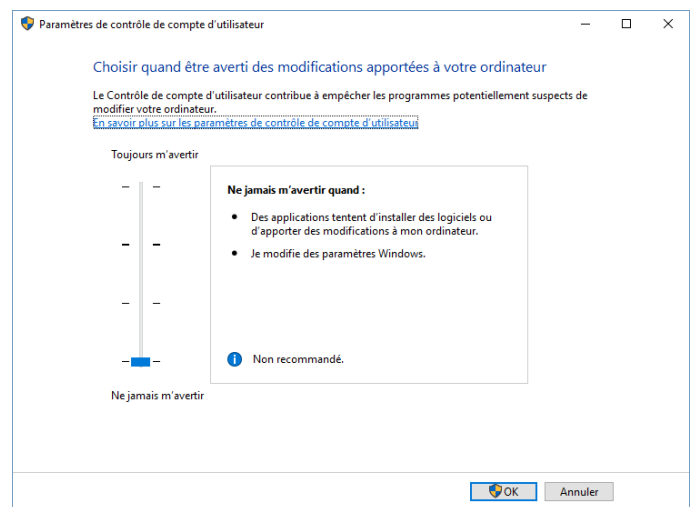 Paramètres de contrôle de compte d'utilisateur
Choisir quand être averti des modifications apportées à votre ordinateur
Le Contrôle de compte d'utilisateur contribue à empêcher les programmes potentiellement suspects de
modifier votre ordinateur.
En savoir plus sur les paramètres de contrôle de compte d'utilisateur
Toujours m'avertir
Ne jamais m'avertir quand :
• Des applications tentent d'installer des logiciels ou
d'apporter des modifications à mon ordinateur.
• Je modifie des paramètres Windows.
Non recommandé.
Ne jamais m'avertir
OK Annuler